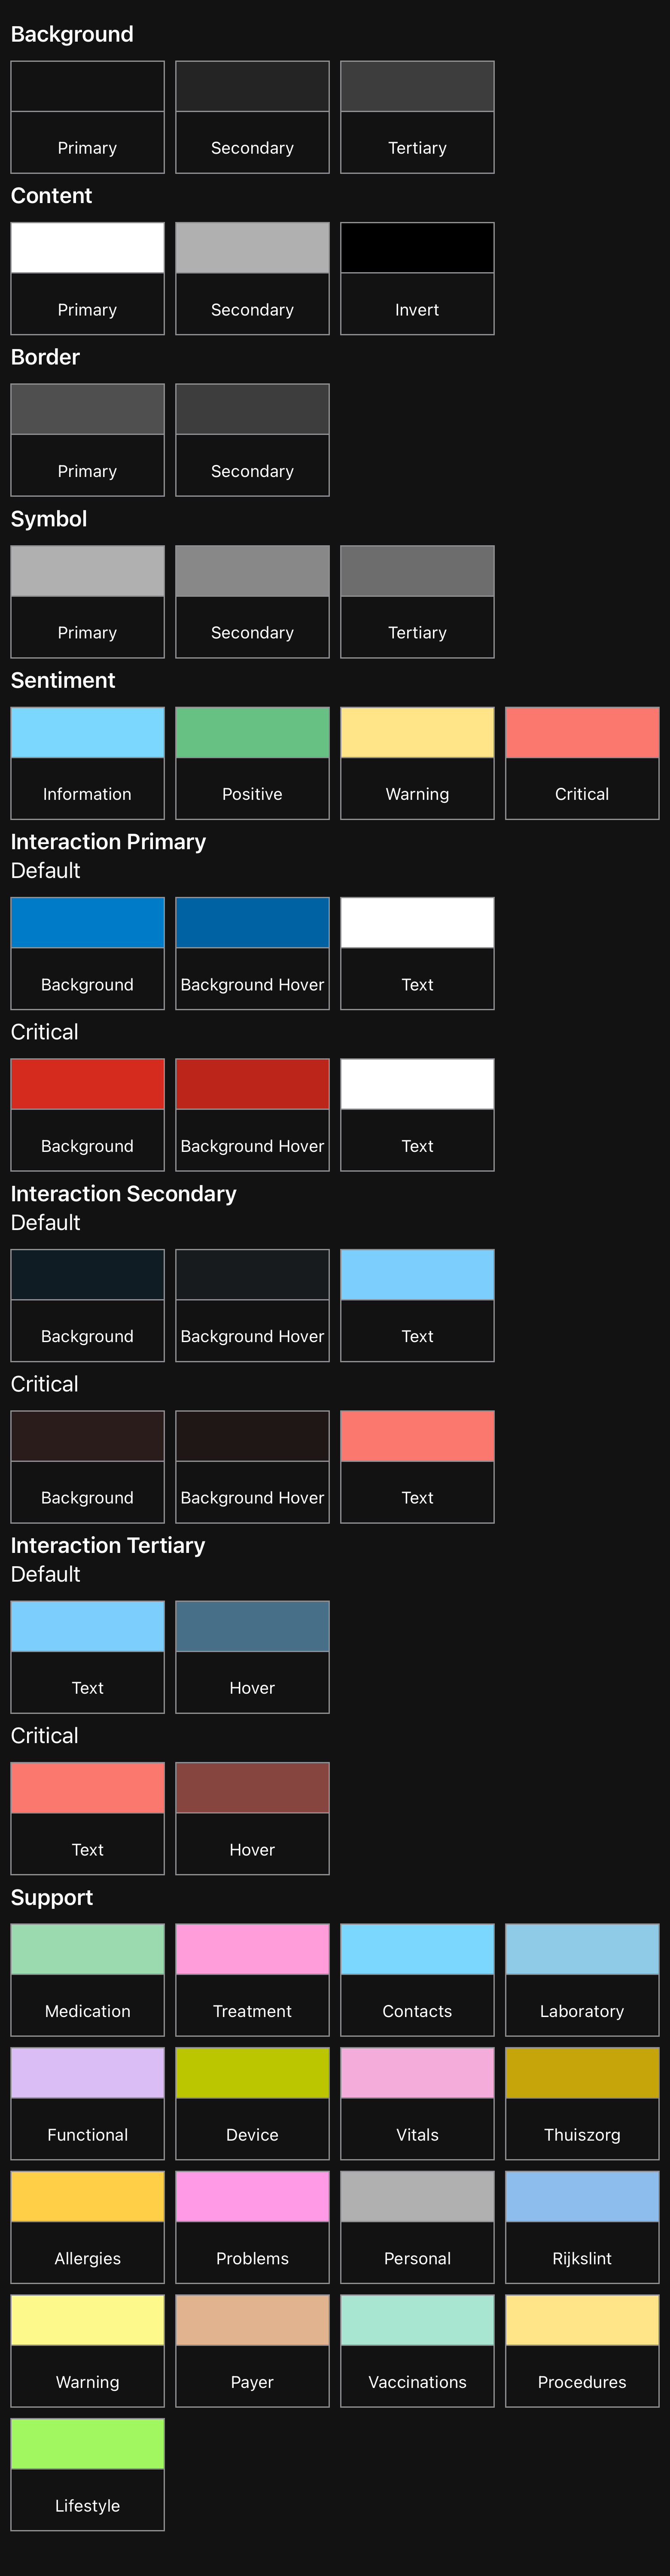 Background
Primary Secondary Tertiary
Content
Primary Secondary Invert
Border
Primary Secondary
Symbol
Primary Secondary Tertiary
Sentiment
Information Positive Warning Critical
Interaction Primary
Default
Background Background Hover Text
Critical
Background Background Hover Text
Interaction Secondary
Default
Background Background Hover Text
Critical
Background Background Hover Text
Interaction Tertiary
Default
Text Hover
Critical
Text Hover
Support
Medication Treatment Contacts Laboratory
Functional Device Vitals Thuiszorg
Allergies Problems Personal Rijkslint
Warning Payer Vaccinations Procedures
Lifestyle